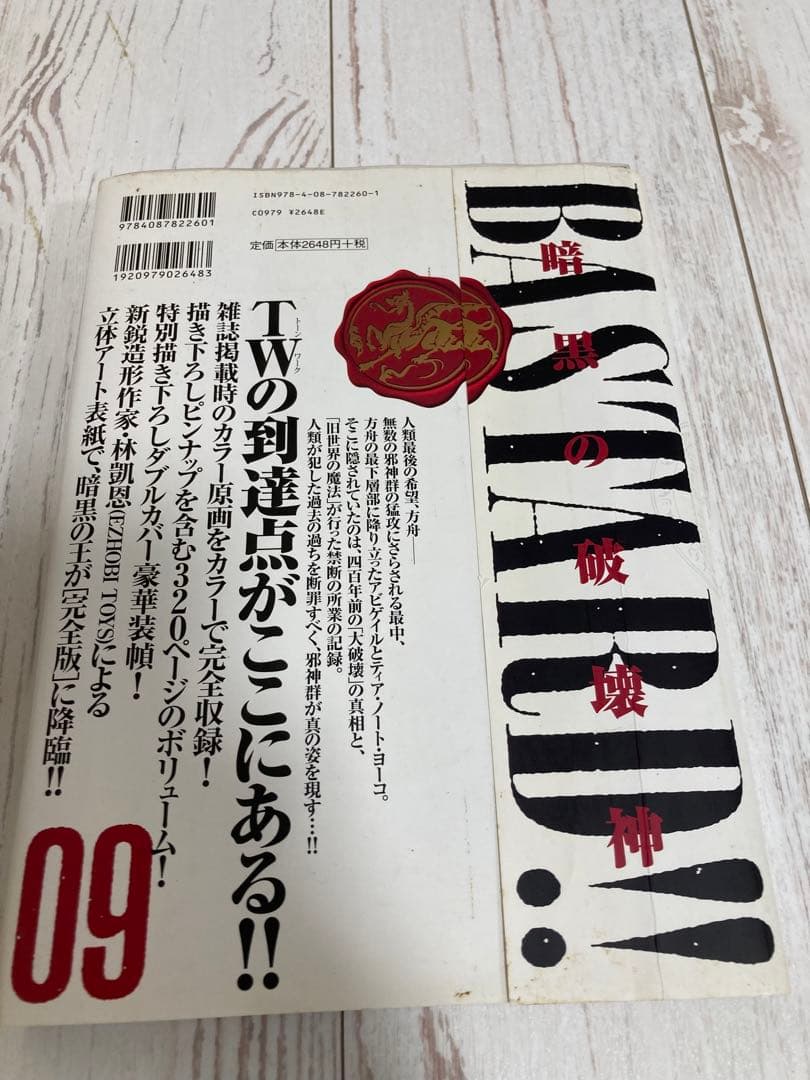 ISBN978-4-08-782260-1
C0979 ¥2648E
9784087822601
1920979026483
定価 本体2648円+税
BASTARD!!
暗黒の破壊神
人類最後の希望、方舟――
無数の邪神群の猛攻にさらされる最中、
方舟の最下層部に降り立ったアビゲイルとティア・ノート・ヨーコ。
そこに隠されていたのは、四百年前の「大破壊」の真相と、
「旧世界の魔法」が行った禁断の所業の記録。
人類が犯した過去の過ちを断罪すべく、邪神群が真の姿を現す…!!
TWの到達点がここにある!!
トーン ワーク
雑誌掲載時のカラー原画をカラーで完全収録!
描き下ろしピンナップを含む320ページのボリューム!
特別描き下ろしダブルカバー豪華装幀!
新鋭造形作家・林凱恩(EZHOBI TOYS)による
立体アート表紙で、暗黒の王が[完全版]に降臨!!
09